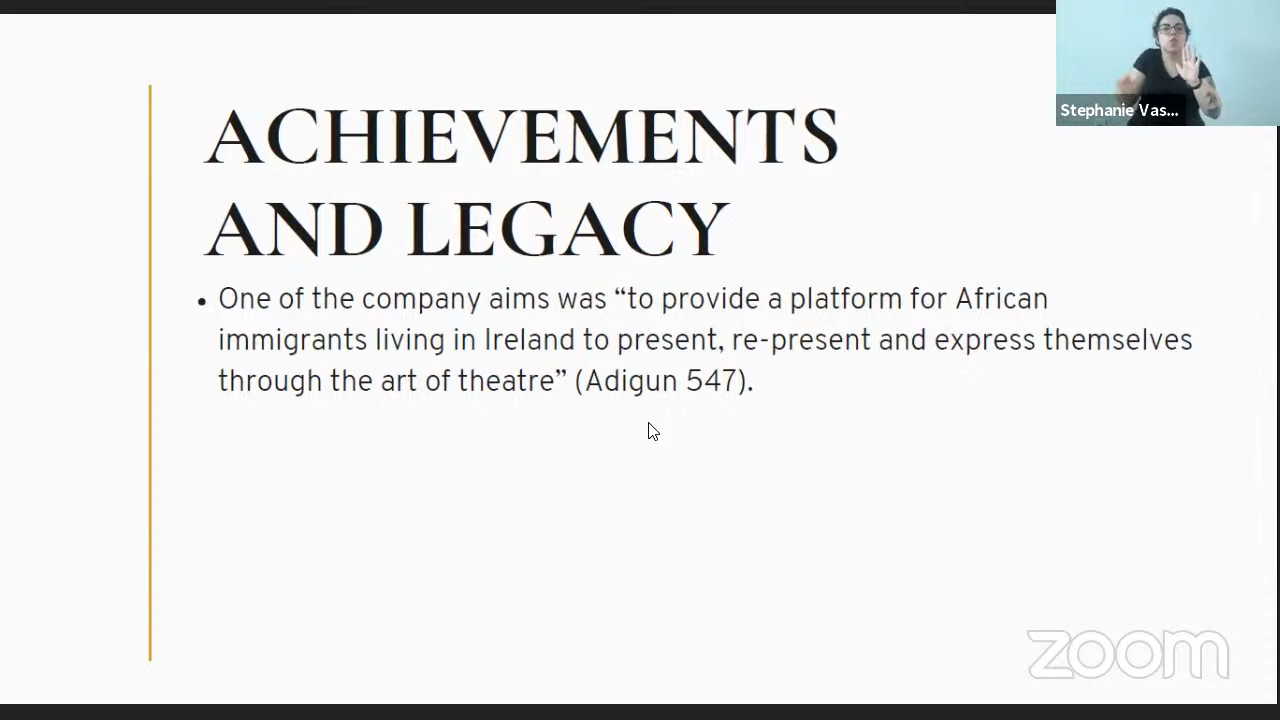 Stephanie Vas...
ACHIEVEMENTS
AND LEGACY
• One of the company aims was “to provide a platform for African
immigrants living in Ireland to present, re-present and express themselves
through the art of theatre” (Adigun 547).
zoom